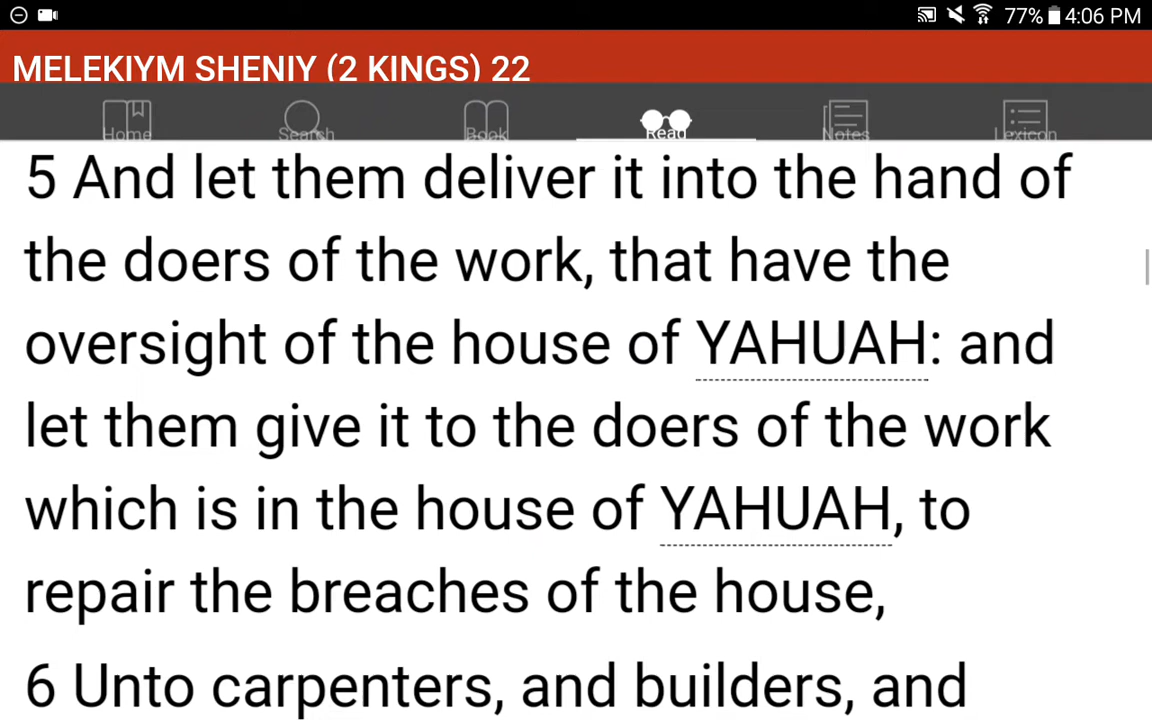 77% 4:06 PM
MELEKIYM SHENIY (2 KINGS) 22
Home Search Book Read Notes Lexicon
5 And let them deliver it into the hand of
the doers of the work, that have the
oversight of the house of YAHUAH: and
let them give it to the doers of the work
which is in the house of YAHUAH, to
repair the breaches of the house,
6 Unto carpenters, and builders, and